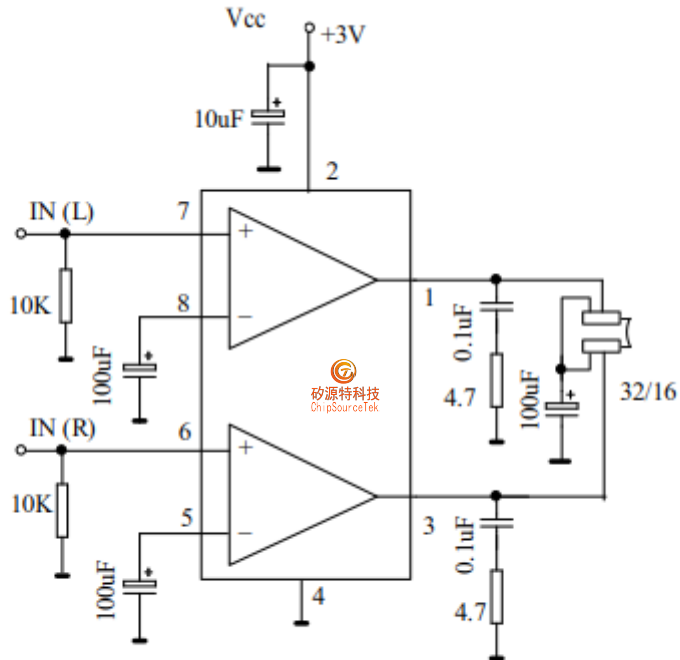 Vcc
+3V
10uF
2
IN (L)
7
+
10K
8
−
1
100uF
0.1uF
4.7
100uF
32/16
矽源特科技
ChipSourceTek
IN (R)
6
+
10K
5
−
3
100uF
4
0.1uF
4.7